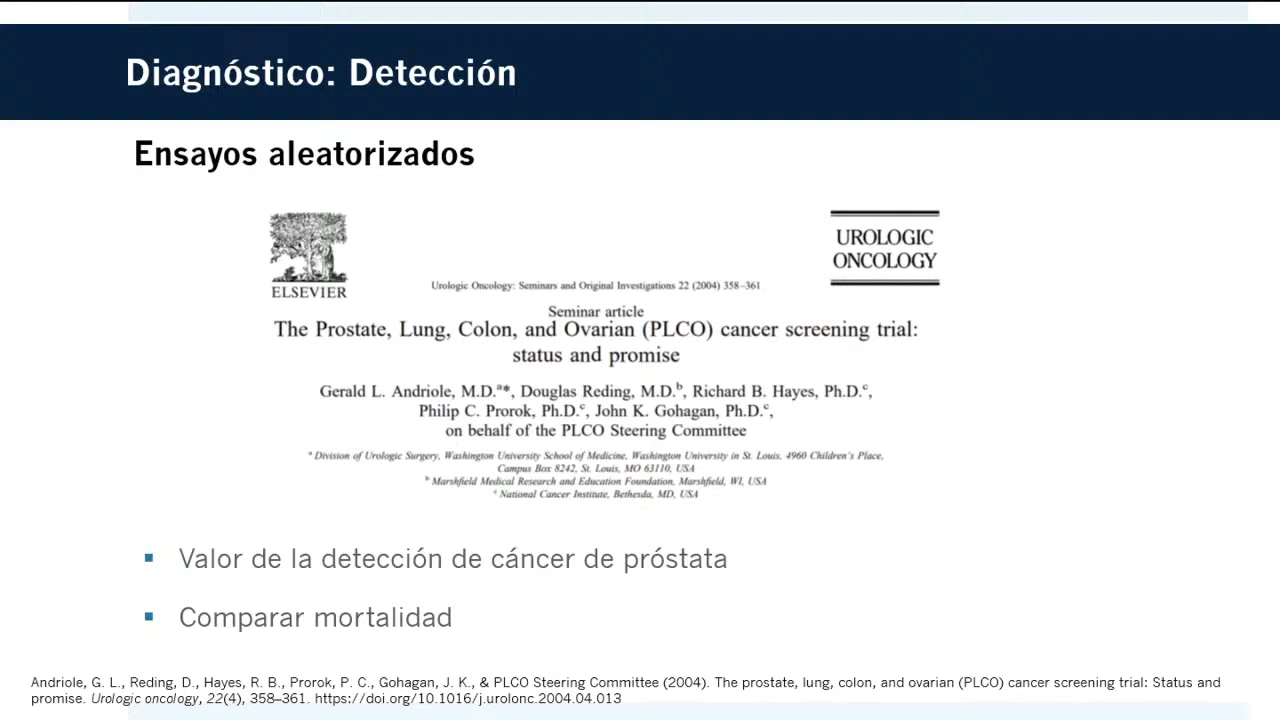 Diagnóstico: Detección
Ensayos aleatorizados
ELSEVIER
UROLOGIC
ONCOLOGY
Urologic Oncology: Seminars and Original Investigations 22 (2004) 358–361
Seminar article
The Prostate, Lung, Colon, and Ovarian (PLCO) cancer screening trial:
status and promise
Gerald L. Andriole, M.D.ᵃ*, Douglas Reding, M.D.ᵇ, Richard B. Hayes, Ph.D.ᶜ,
Philip C. Prorok, Ph.D.ᶜ, John K. Gohagan, Ph.D.ᶜ,
on behalf of the PLCO Steering Committee
ᵃ Division of Urologic Surgery, Washington University School of Medicine, Washington University in St. Louis. 4960 Children's Place,
Campus Box 8242, St. Louis, MO 63110, USA
ᵇ Marshfield Medical Research and Education Foundation, Marshfield, WI, USA
ᶜ National Cancer Institute, Bethesda, MD, USA
▪ Valor de la detección de cáncer de próstata
▪ Comparar mortalidad
Andriole, G. L., Reding, D., Hayes, R. B., Prorok, P. C., Gohagan, J. K., & PLCO Steering Committee (2004). The prostate, lung, colon, and ovarian (PLCO) cancer screening trial: Status and
promise. Urologic oncology, 22(4), 358–361. https://doi.org/10.1016/j.urolonc.2004.04.013